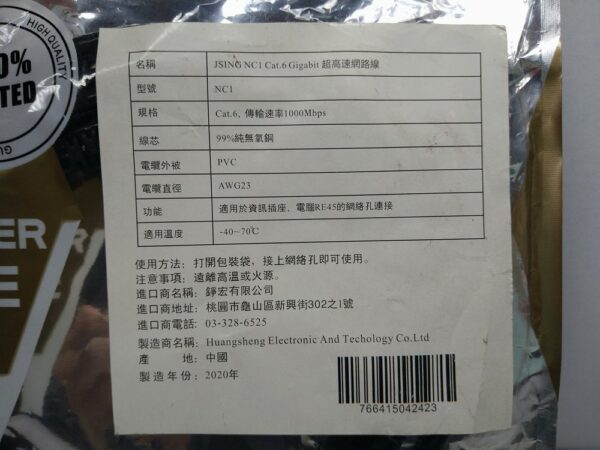 HIGH QUALITY
0%
TED
GU
ER
E
名稱 JSING NC1 Cat.6 Gigabit 超高速網路線
型號 NC1
規格 Cat.6, 傳輸速率1000Mbps
線芯 99%純無氧銅
電纜外被 PVC
電纜直徑 AWG23
功能 適用於資訊插座、電腦RE45的網絡孔連接
適用溫度 -40~70℃
使用方法：打開包裝袋，接上網絡孔即可使用。
注意事項：遠離高溫或火源。
進口商名稱：錚宏有限公司
進口商地址：桃園市龜山區新興街302之1號
進口商電話：03-328-6525
製造商名稱：Huangsheng Electronic And Techology Co.Ltd
產 地：中國
製造年份：2020年
766415042423